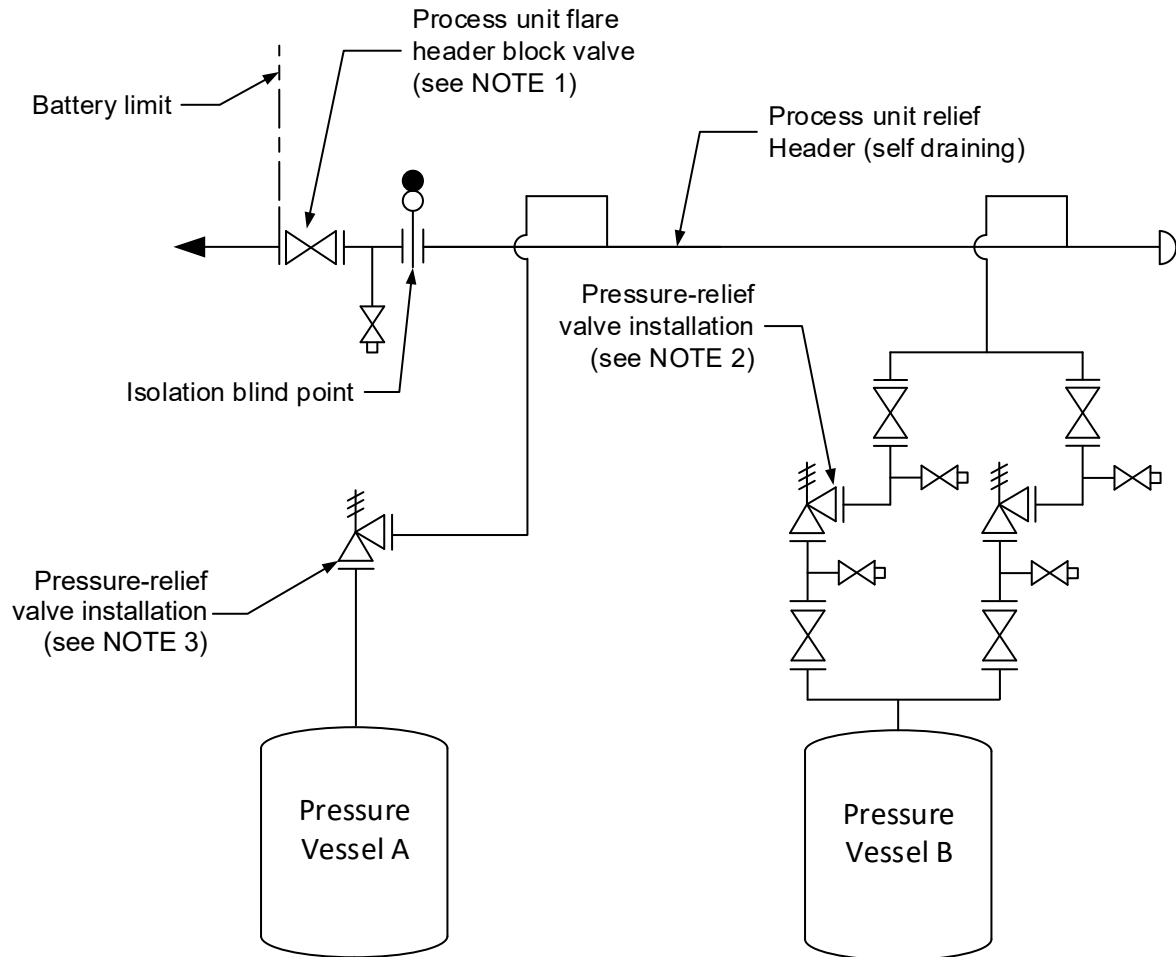 Process unit flare
header block valve
(see NOTE 1)
Battery limit
Process unit relief
Header (self draining)
Pressure-relief
valve installation
(see NOTE 2)
Isolation blind point
Pressure-relief
valve installation
(see NOTE 3)
Pressure
Vessel A
Pressure
Vessel B